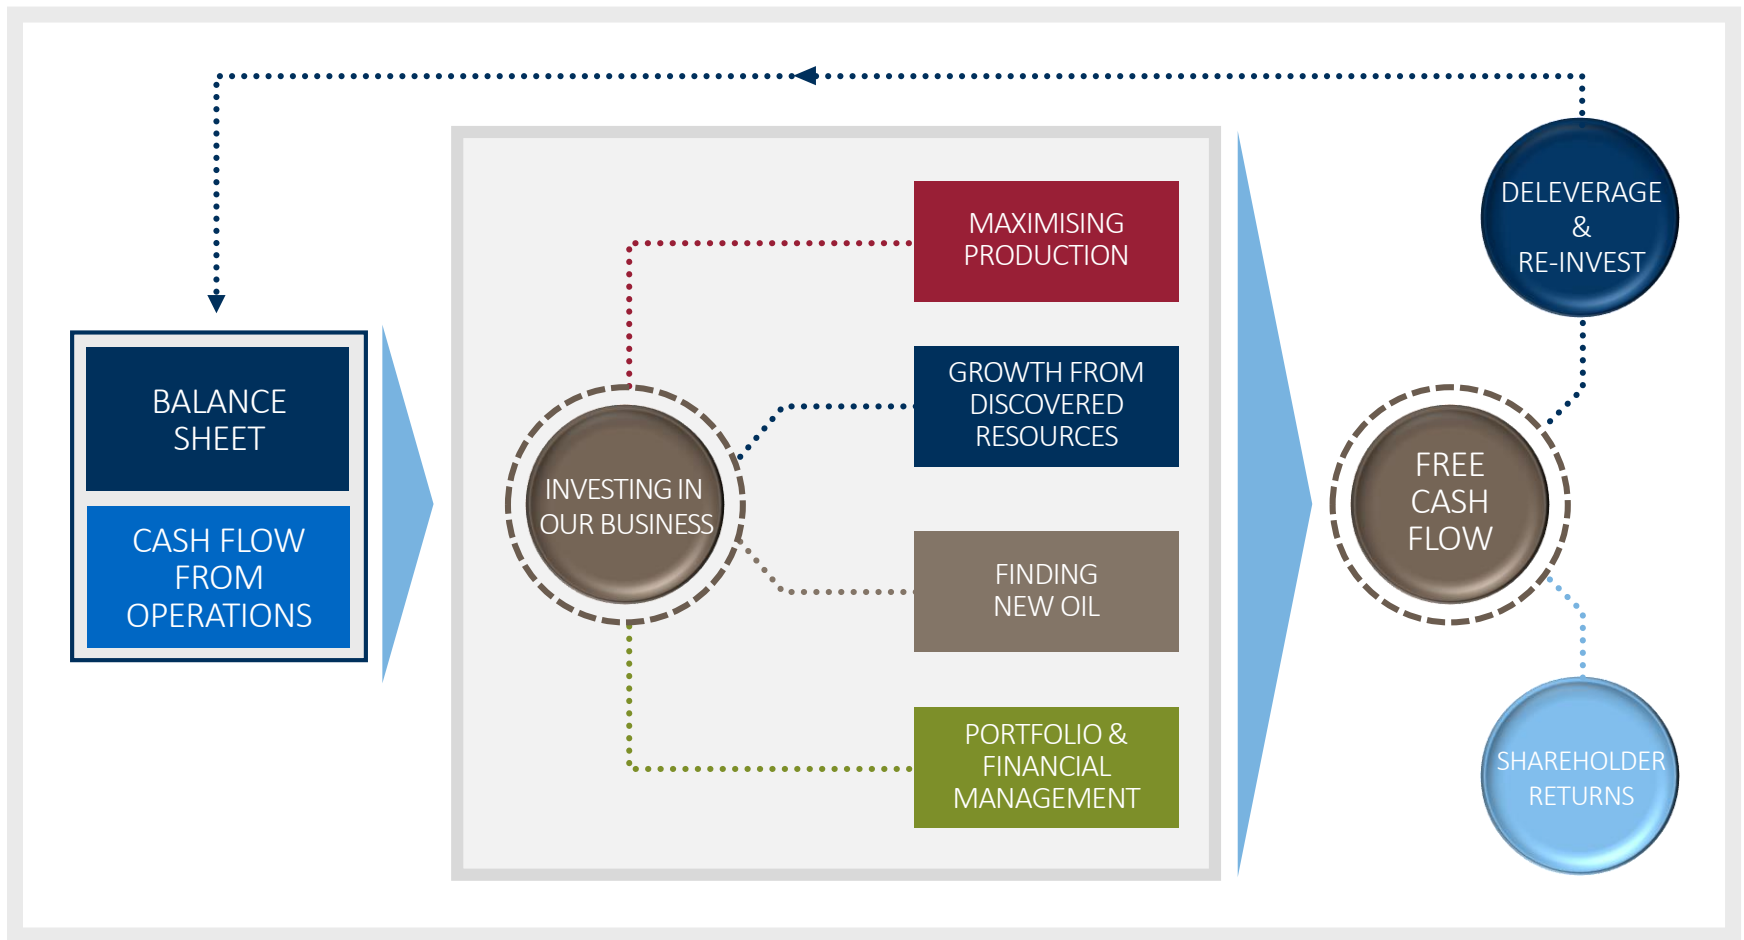 BALANCE
SHEET
CASH FLOW
FROM
OPERATIONS
INVESTING IN
OUR BUSINESS
MAXIMISING
PRODUCTION
GROWTH FROM
DISCOVERED
RESOURCES
FINDING
NEW OIL
PORTFOLIO &
FINANCIAL
MANAGEMENT
FREE
CASH
FLOW
DELEVERAGE
&
RE-INVEST
SHAREHOLDER
RETURNS